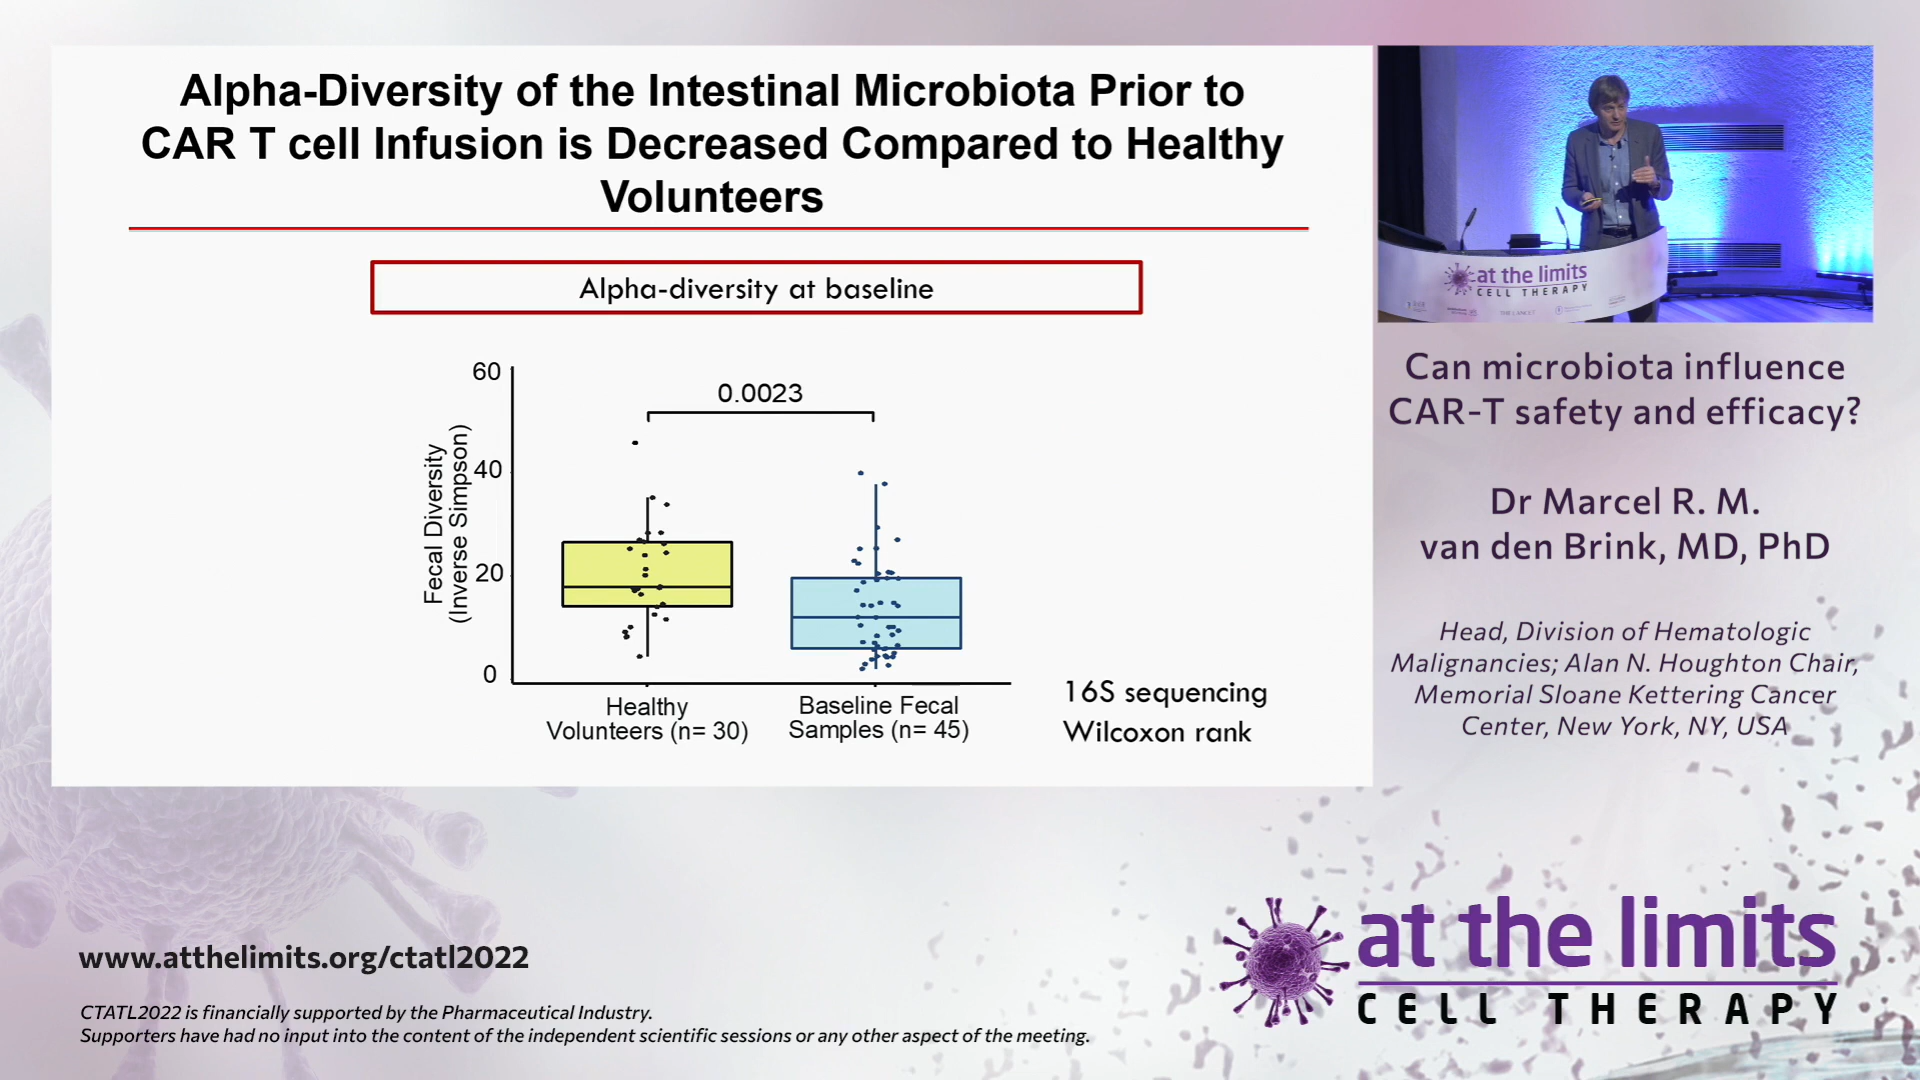 Alpha-Diversity of the Intestinal Microbiota Prior to
CAR T cell Infusion is Decreased Compared to Healthy
Volunteers
Alpha-diversity at baseline
60
40
20
0
Fecal Diversity
(Inverse Simpson)
0.0023
Healthy
Volunteers (n= 30)
Baseline Fecal
Samples (n= 45)
16S sequencing
Wilcoxon rank
at the limits
CELL THERAPY
THE LANCET
Can microbiota influence
CAR-T safety and efficacy?
Dr Marcel R. M.
van den Brink, MD, PhD
Head, Division of Hematologic
Malignancies; Alan N. Houghton Chair,
Memorial Sloane Kettering Cancer
Center, New York, NY, USA
www.atthelimits.org/ctatl2022
CTATL2022 is financially supported by the Pharmaceutical Industry.
Supporters have had no input into the content of the independent scientific sessions or any other aspect of the meeting.
at the limits
CELL THERAPY